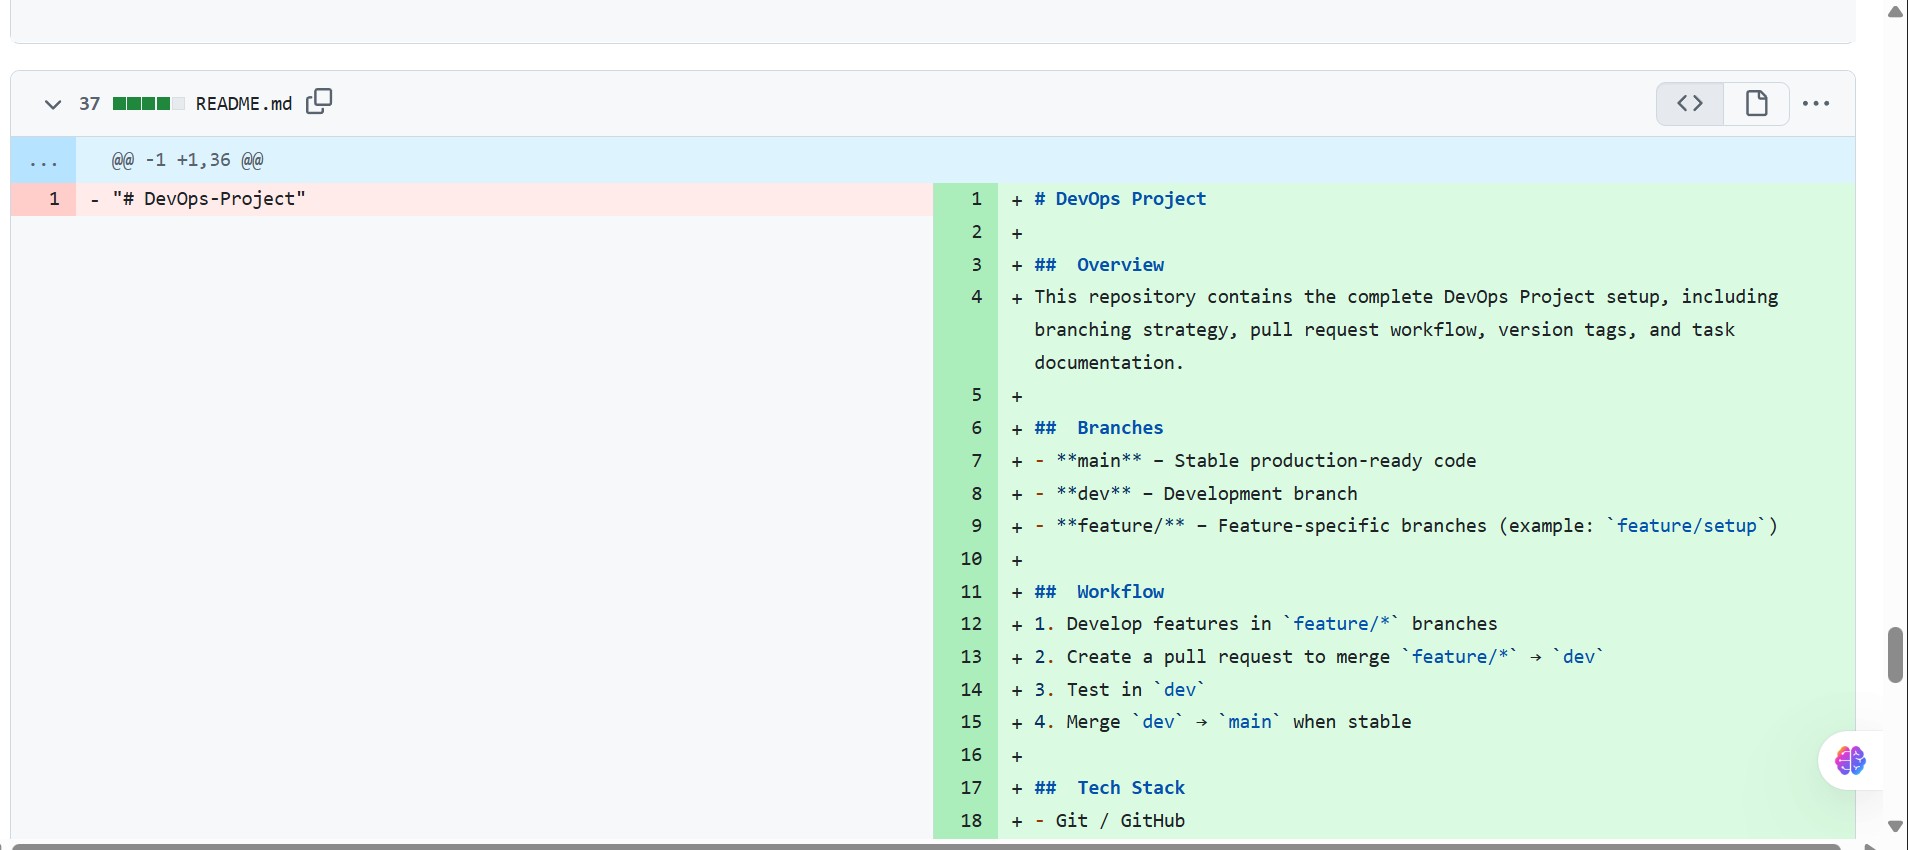 37 README.md
... @@ -1 +1,36 @@
1 - "# DevOps-Project"
1 + # DevOps Project
2 +
3 + ##  Overview
4 + This repository contains the complete DevOps Project setup, including
branching strategy, pull request workflow, version tags, and task
documentation.
5 +
6 + ##  Branches
7 + - **main** – Stable production-ready code
8 + - **dev** – Development branch
9 + - **feature/** – Feature-specific branches (example: `feature/setup`)
10 +
11 + ##  Workflow
12 + 1. Develop features in `feature/*` branches
13 + 2. Create a pull request to merge `feature/*` → `dev`
14 + 3. Test in `dev`
15 + 4. Merge `dev` → `main` when stable
16 +
17 + ##  Tech Stack
18 + - Git / GitHub